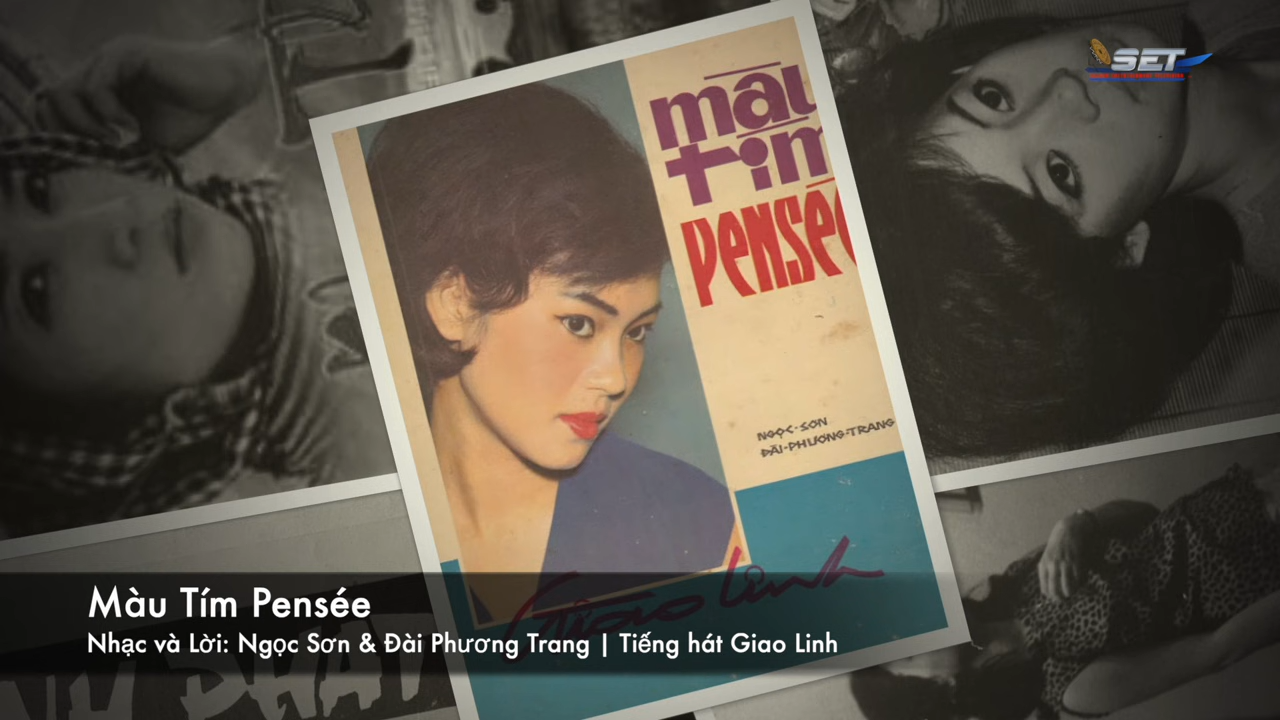 SET
màu
tím
pensé
NGỌC-SƠN
ĐÀI-PHƯƠNG-TRANG
Giao Linh
Màu Tím Pensée
Nhạc và Lời: Ngọc Sơn & Đài Phương Trang | Tiếng hát Giao Linh